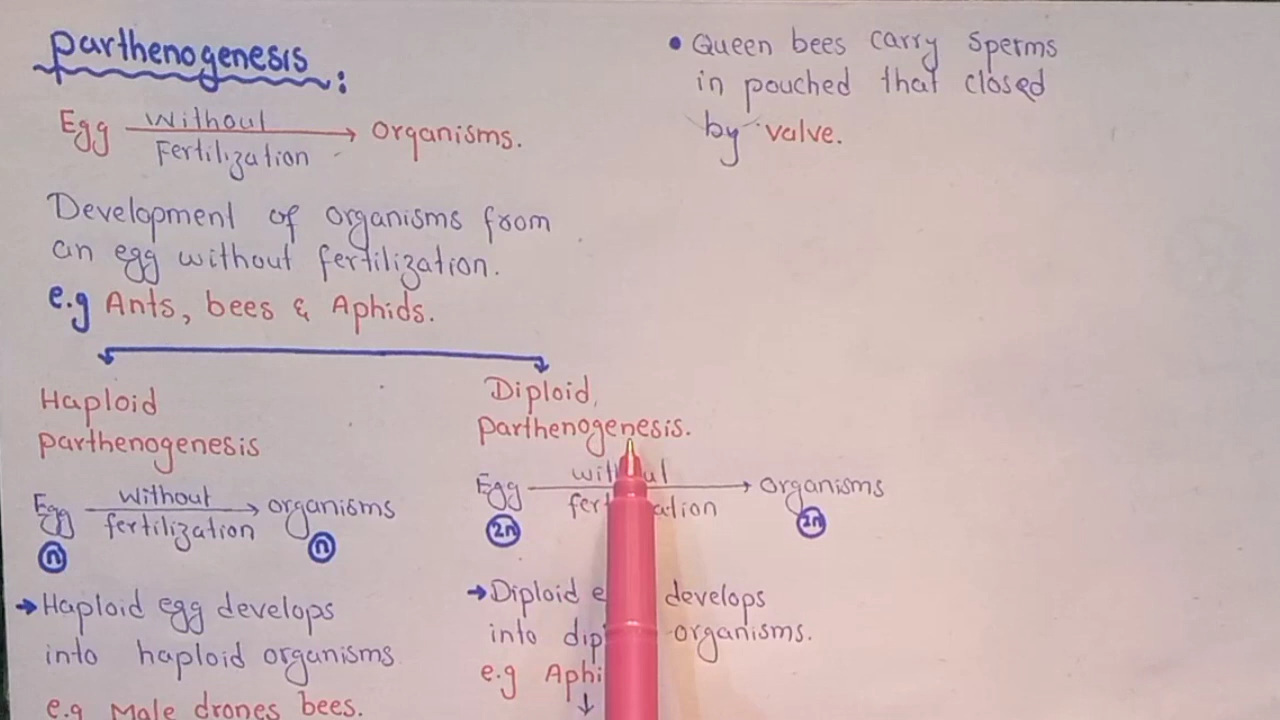 parthenogenesis:
Egg Without Fertilization → organisms.
Development of organisms from
an egg without fertilization.
e.g Ants, bees & Aphids.
Haploid
parthenogenesis
Egg without fertilization → organisms
n n
→ Haploid egg develops
into haploid organisms
e.g Male drones bees.
Diploid
parthenogenesis.
Egg → organisms
2n 2n
→ Diploid develops
into organisms.
e.g
↓
• Queen bees carry sperms
in pouched that closed
by valve.